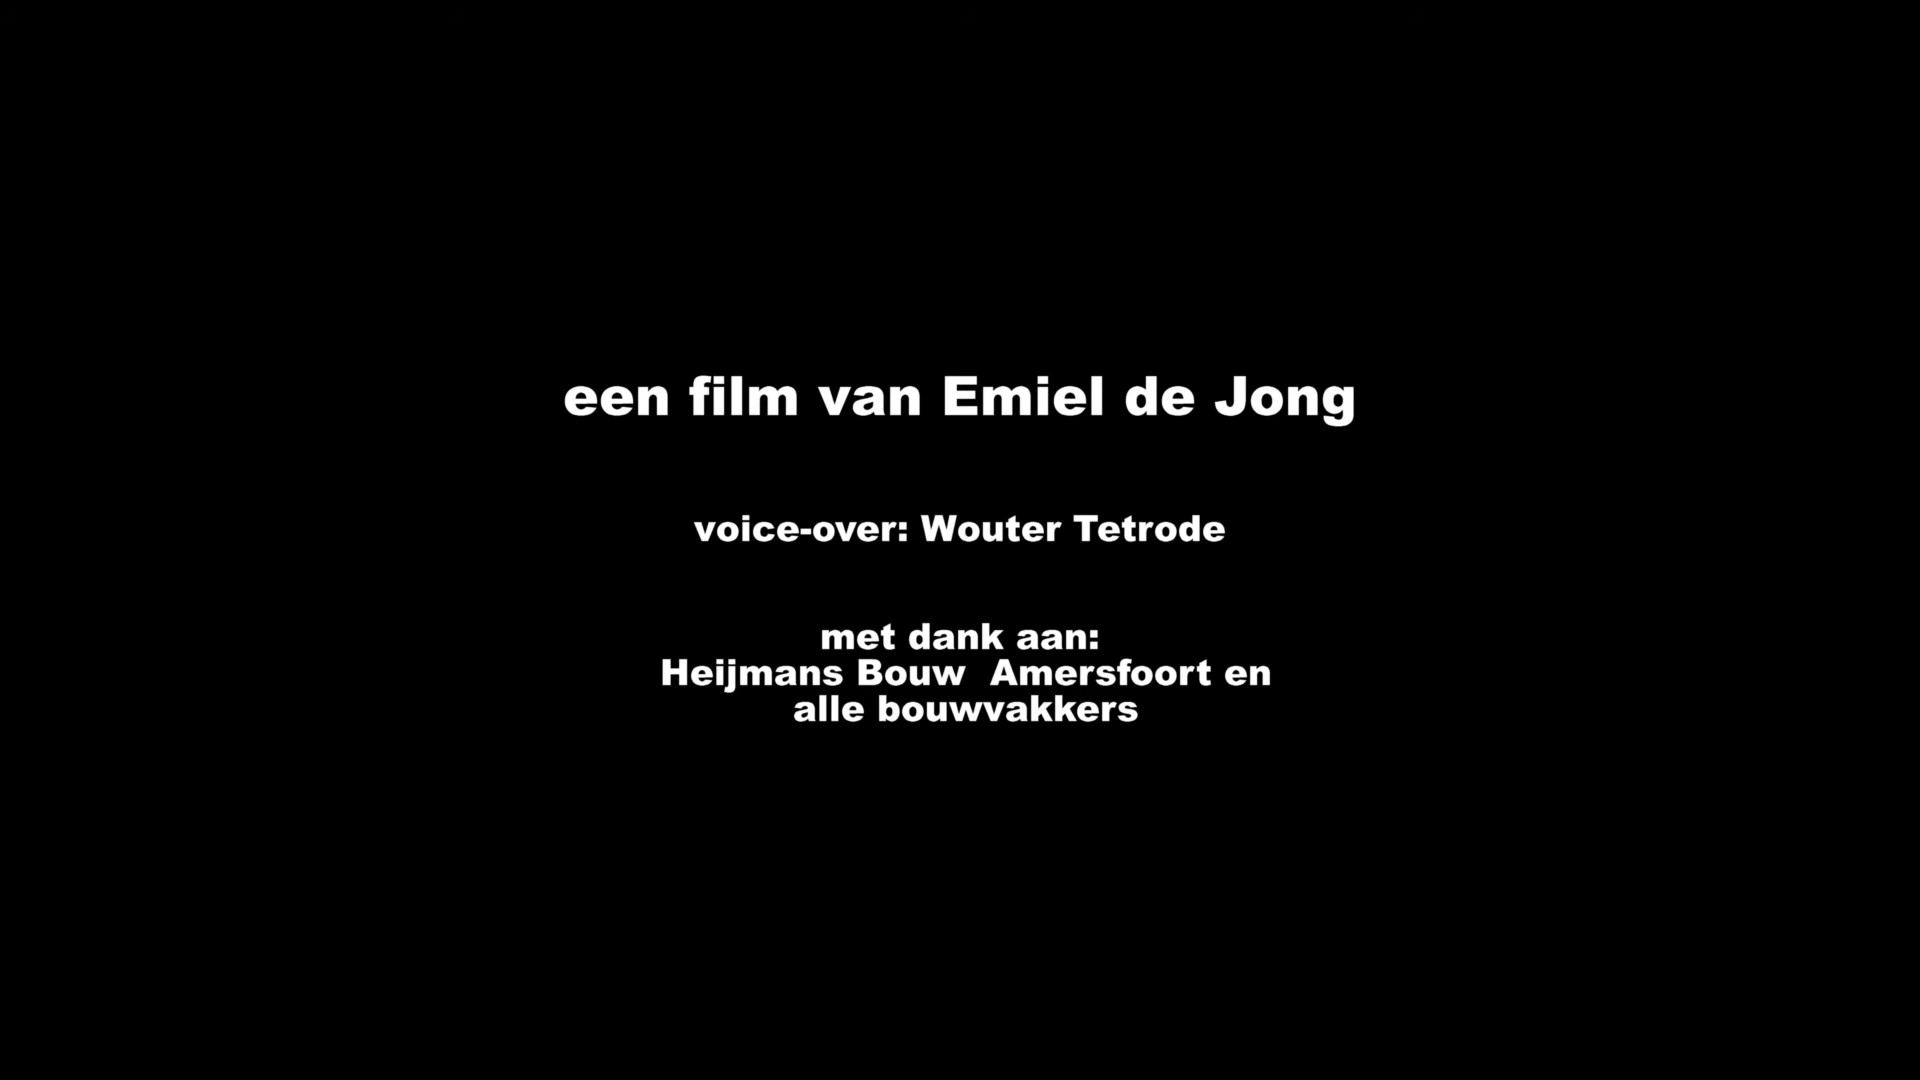 een film van Emiel de Jong
voice-over: Wouter Tetrode
met dank aan:
Heijmans Bouw  Amersfoort en
alle bouwvakkers